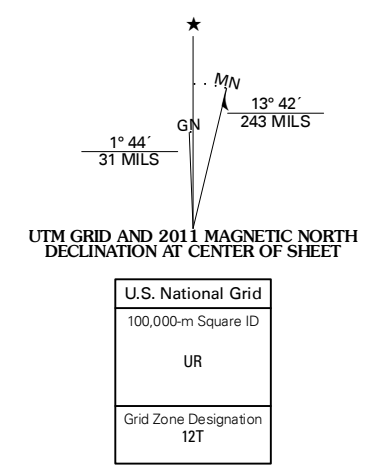 ★
MN
GN
13° 42´
243 MILS
1° 44´
31 MILS
UTM GRID AND 2011 MAGNETIC NORTH
DECLINATION AT CENTER OF SHEET
U.S. National Grid
100,000-m Square ID
UR
Grid Zone Designation
12T